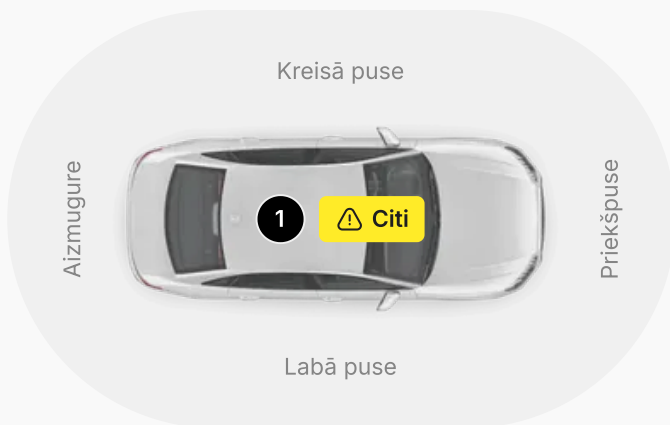 Kreisā puse
Aizmugure
1
Citi
Priekšpuse
Labā puse